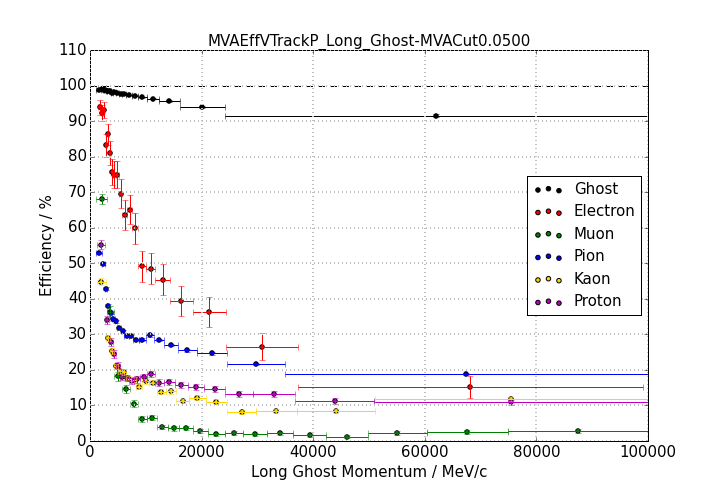 MVAEffVTrackP_Long_Ghost-MVACut0.0500
110
100
90
80
70
60
50
40
30
20
10
0
Efficiency / %
Ghost
Electron
Muon
Pion
Kaon
Proton
0 20000 40000 60000 80000 100000
Long Ghost Momentum / MeV/c